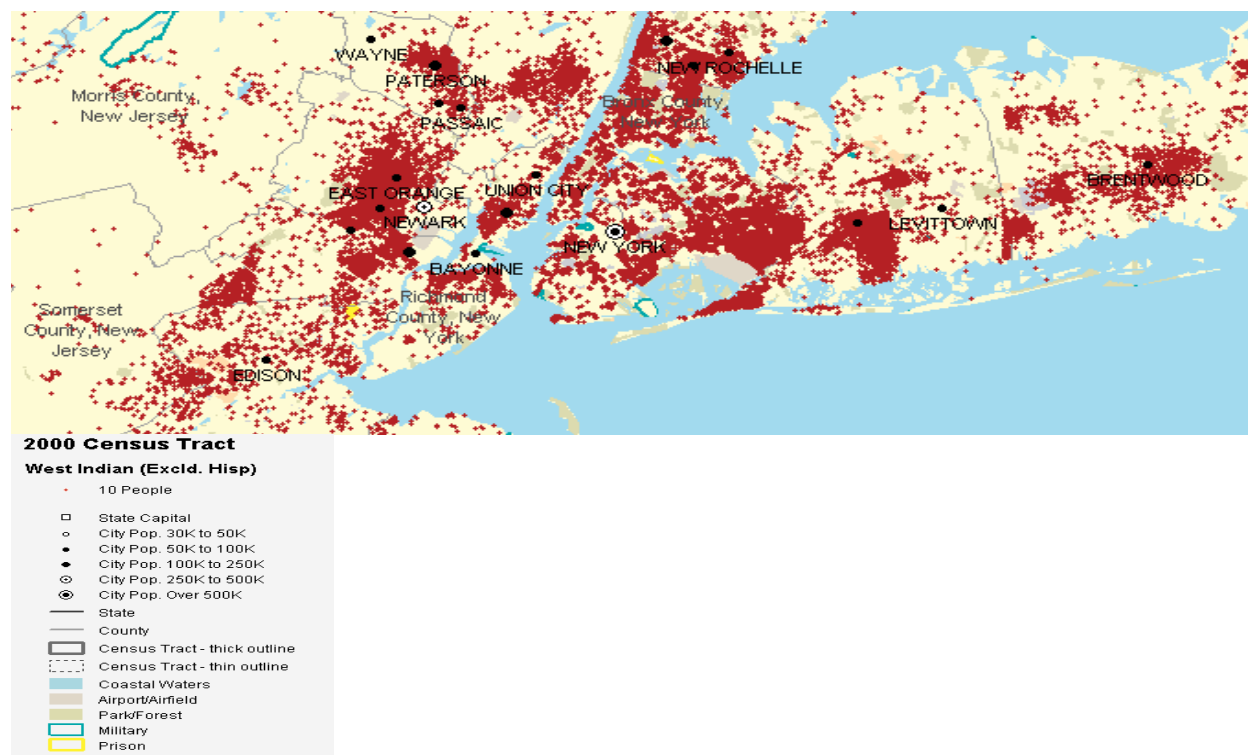 WAYNE
PATERSON
NEW ROCHELLE
Morris County,
New Jersey
Bronx County,
New York
PASSAIC
EAST ORANGE
UNION CITY
BRENTWOOD
NEWARK
LEVITTOWN
NEW YORK
BAYONNE
Richmond
County, New
York
Somerset
County, New
Jersey
EDISON
2000 Census Tract
West Indian (Excld. Hisp)
10 People
State Capital
City Pop. 30K to 50K
City Pop. 50K to 100K
City Pop. 100K to 250K
City Pop. 250K to 500K
City Pop. Over 500K
State
County
Census Tract - thick outline
Census Tract - thin outline
Coastal Waters
Airport/Airfield
Park/Forest
Military
Prison